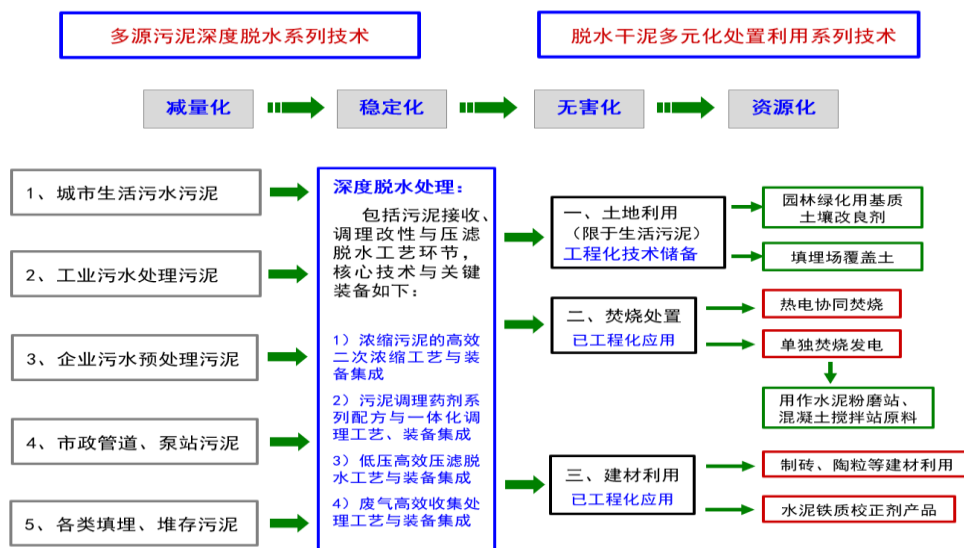 多源污泥深度脱水系列技术
脱水干泥多元化处置利用系列技术
减量化
稳定化
无害化
资源化
1、城市生活污水污泥
2、工业污水处理污泥
3、企业污水预处理污泥
4、市政管道、泵站污泥
5、各类填埋、堆存污泥
深度脱水处理：
包括污泥接收、
调理改性与压滤
脱水工艺环节，
核心技术与关键
装备如下：
1）浓缩污泥的高效
二次浓缩工艺与装
备集成
2）污泥调理药剂系
列配方与一体化调
理工艺、装备集成
3）低压高效压滤脱
水工艺与装备集成
4）废气高效收集处
理工艺与装备集成
一、土地利用
（限于生活污泥）
工程化技术储备
园林绿化用基质
土壤改良剂
填埋场覆盖土
二、焚烧处置
已工程化应用
热电协同焚烧
单独焚烧发电
用作水泥粉磨站、
混凝土搅拌站原料
三、建材利用
已工程化应用
制砖、陶粒等建材利用
水泥铁质校正剂产品